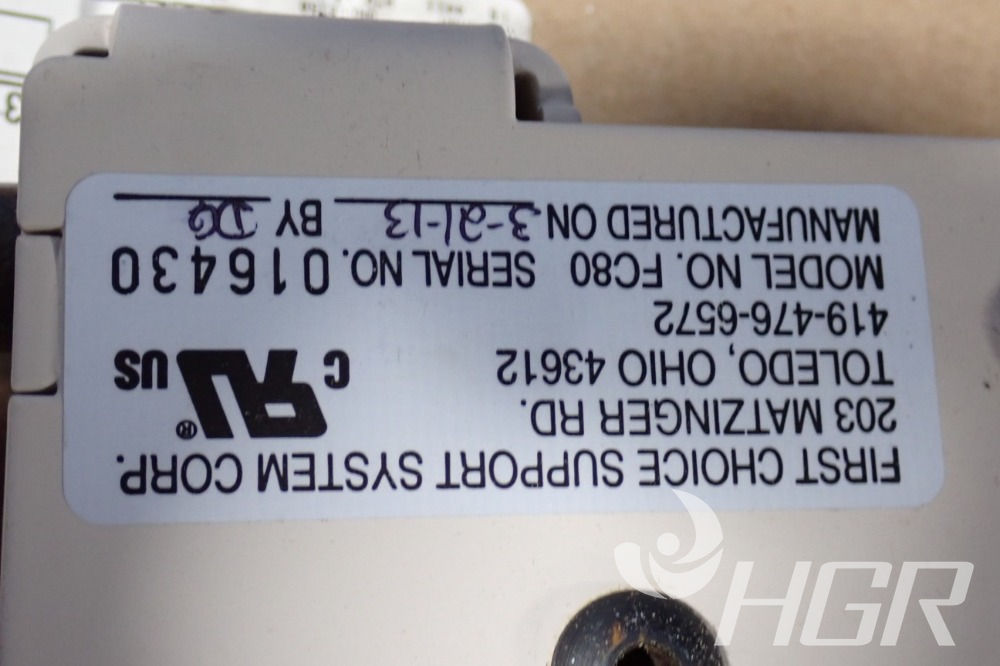 FIRST CHOICE SUPPORT SYSTEM CORP.
203 MATZINGER RD.
TOLEDO, OHIO 43612
419-476-6572
c RU US ®
MODEL NO. FC80 SERIAL NO. 016430
MANUFACTURED ON 3-21-13 BY DG
HGR